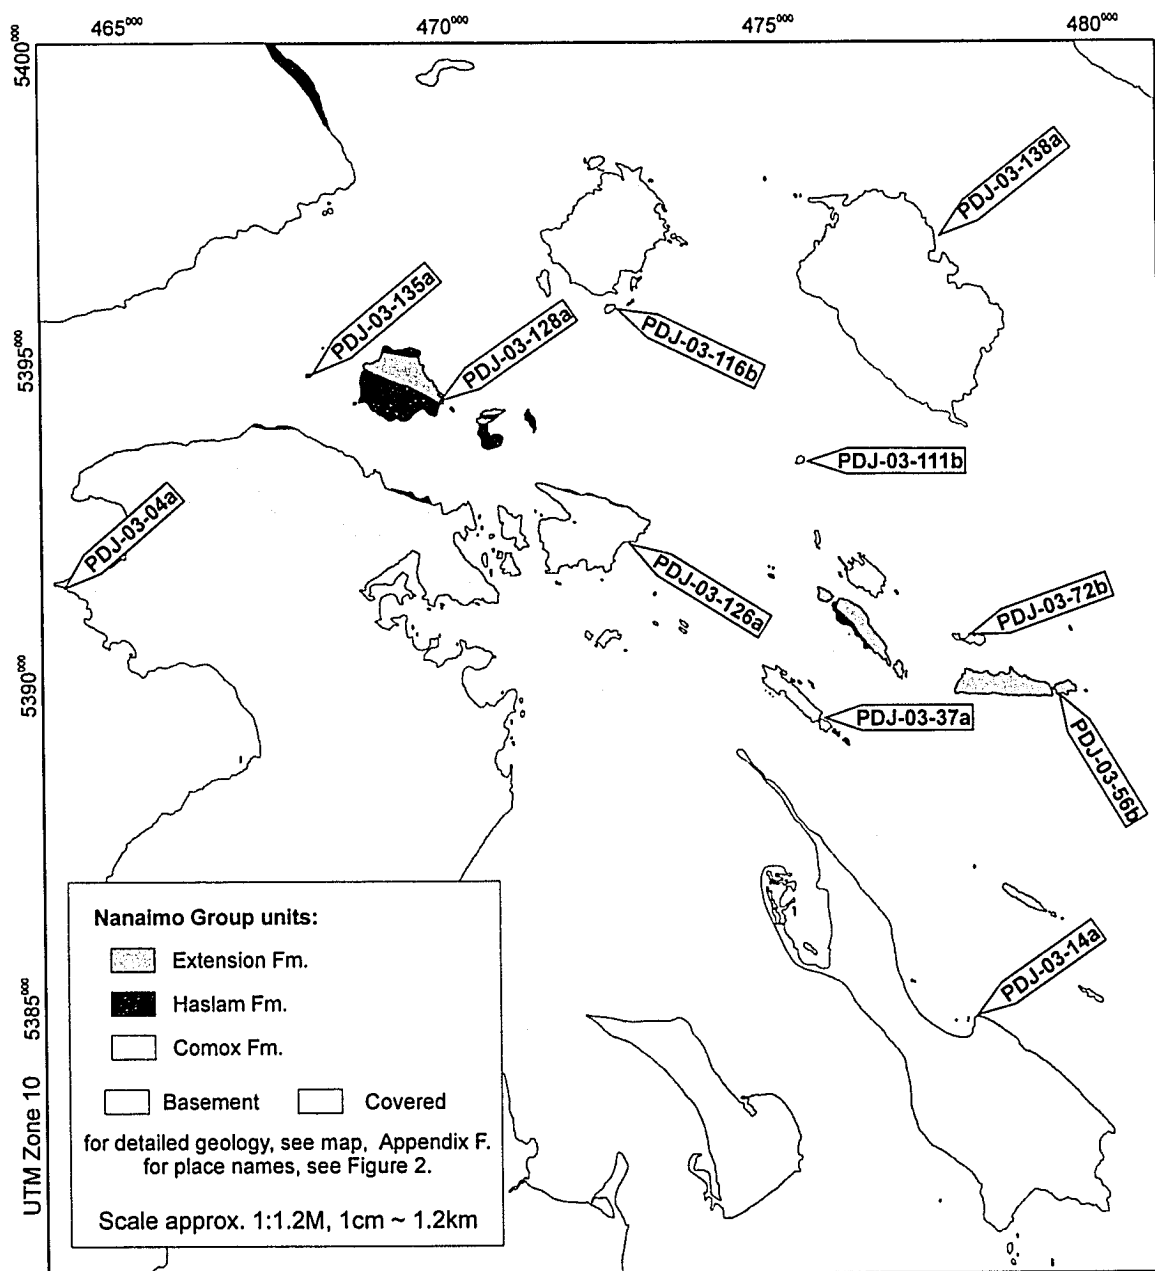 465000
470000
475000
480000
5400000
5395000
5390000
5385000
UTM Zone 10
PDJ-03-138a
PDJ-03-135a
PDJ-03-128a
PDJ-03-116b
PDJ-03-111b
PDJ-03-04a
PDJ-03-126a
PDJ-03-72b
PDJ-03-37a
PDJ-03-56b
PDJ-03-14a
Nanaimo Group units:
Extension Fm.
Haslam Fm.
Comox Fm.
Basement Covered
for detailed geology, see map, Appendix F.
for place names, see Figure 2.
Scale approx. 1:1.2M, 1cm ~ 1.2km